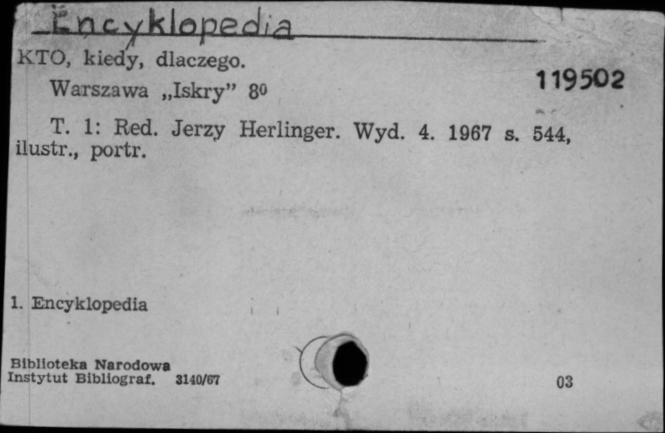 Encyklopedia
KTO, kiedy, dlaczego.
119502
Warszawa „Iskry” 8⁰
T. 1: Red. Jerzy Herlinger. Wyd. 4. 1967 s. 544,
ilustr., portr.
1. Encyklopedia
Biblioteka Narodowa
Instytut Bibliograf. 3140/67
03